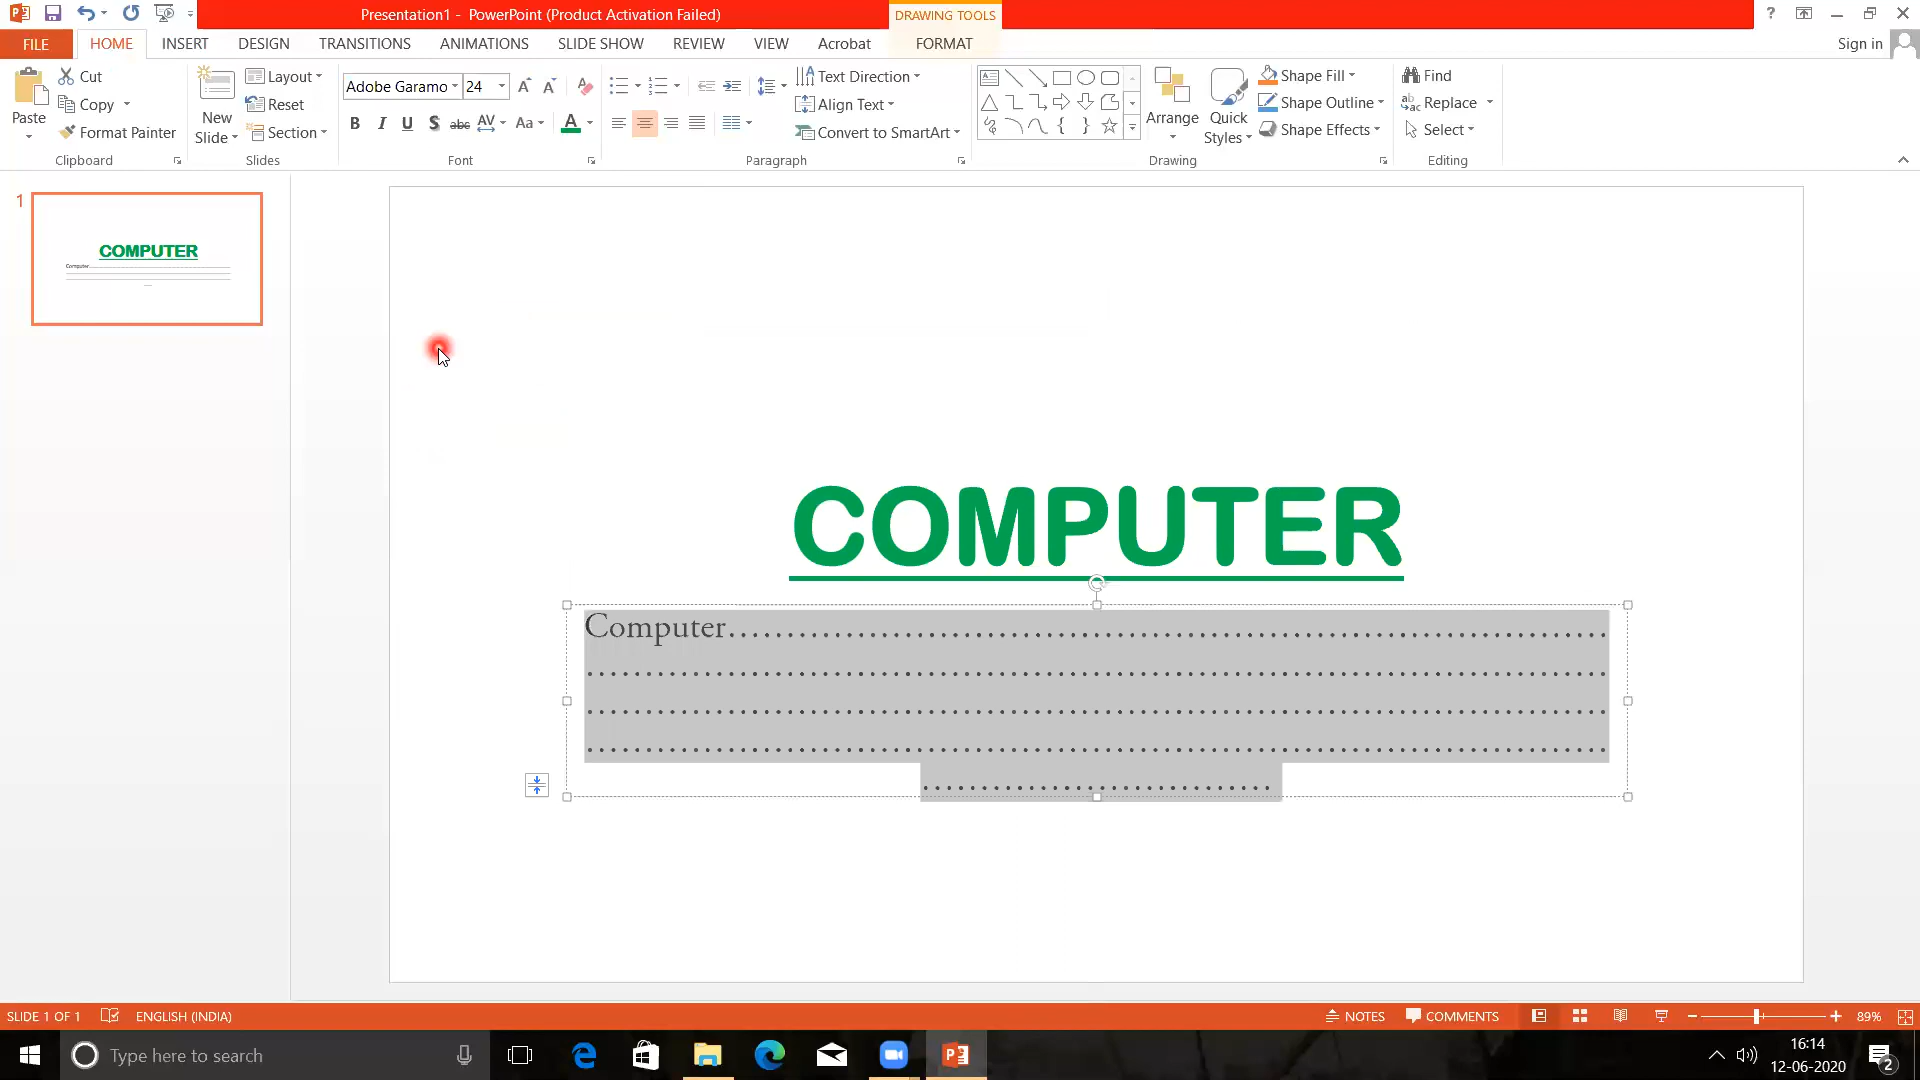 Presentation1 - PowerPoint (Product Activation Failed)
DRAWING TOOLS
?
FILE
HOME
INSERT
DESIGN
TRANSITIONS
ANIMATIONS
SLIDE SHOW
REVIEW
VIEW
Acrobat
FORMAT
Sign in
Paste
Cut
Copy
Format Painter
Clipboard
New
Slide
Layout
Reset
Section
Slides
Adobe Garamo
24
B I U S abc AV Aa A
Font
Text Direction
Align Text
Convert to SmartArt
Paragraph
Arrange
Quick
Styles
Shape Fill
Shape Outline
Shape Effects
Drawing
Find
Replace
Select
Editing
1
COMPUTER
COMPUTER
Computer...........................................................................
.......................................................................................
.......................................................................................
.......................................................................................
..............................
SLIDE 1 OF 1
ENGLISH (INDIA)
NOTES
COMMENTS
89%
Type here to search
16:14
12-06-2020
2